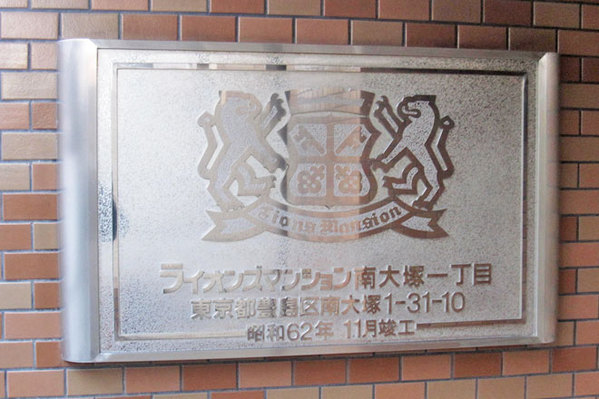 Lions Mansion
ライオンズマンション南大塚一丁目
東京都豊島区南大塚1-31-10
昭和62年 11月竣工